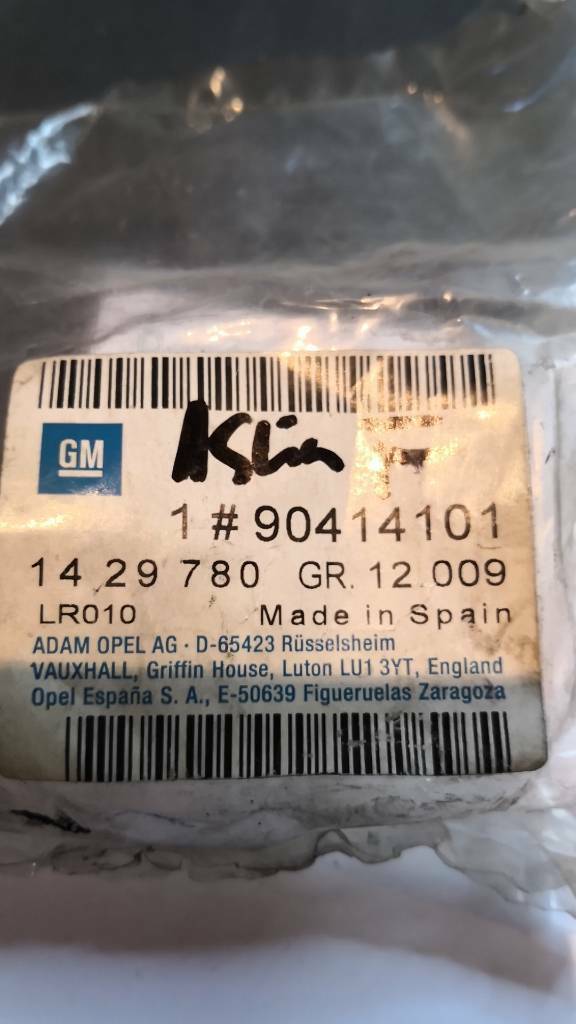 GM
1 # 90414101
14 29 780 GR. 12.009
LR010 Made in Spain
ADAM OPEL AG · D-65423 Rüsselsheim
VAUXHALL, Griffin House, Luton LU1 3YT, England
Opel España S. A., E-50639 Figueruelas Zaragoza